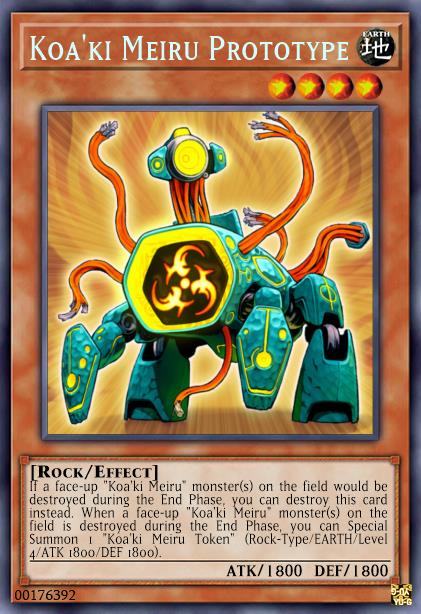 Koa'ki Meiru Prototype
EARTH
地
[Rock/Effect]
If a face-up "Koa'ki Meiru" monster(s) on the field would be
destroyed during the End Phase, you can destroy this card
instead. When a face-up "Koa'ki Meiru" monster(s) on the
field is destroyed during the End Phase, you can Special
Summon 1 "Koa'ki Meiru Token" (Rock-Type/EARTH/Level
4/ATK 1800/DEF 1800).
ATK/1800 DEF/1800
00176392